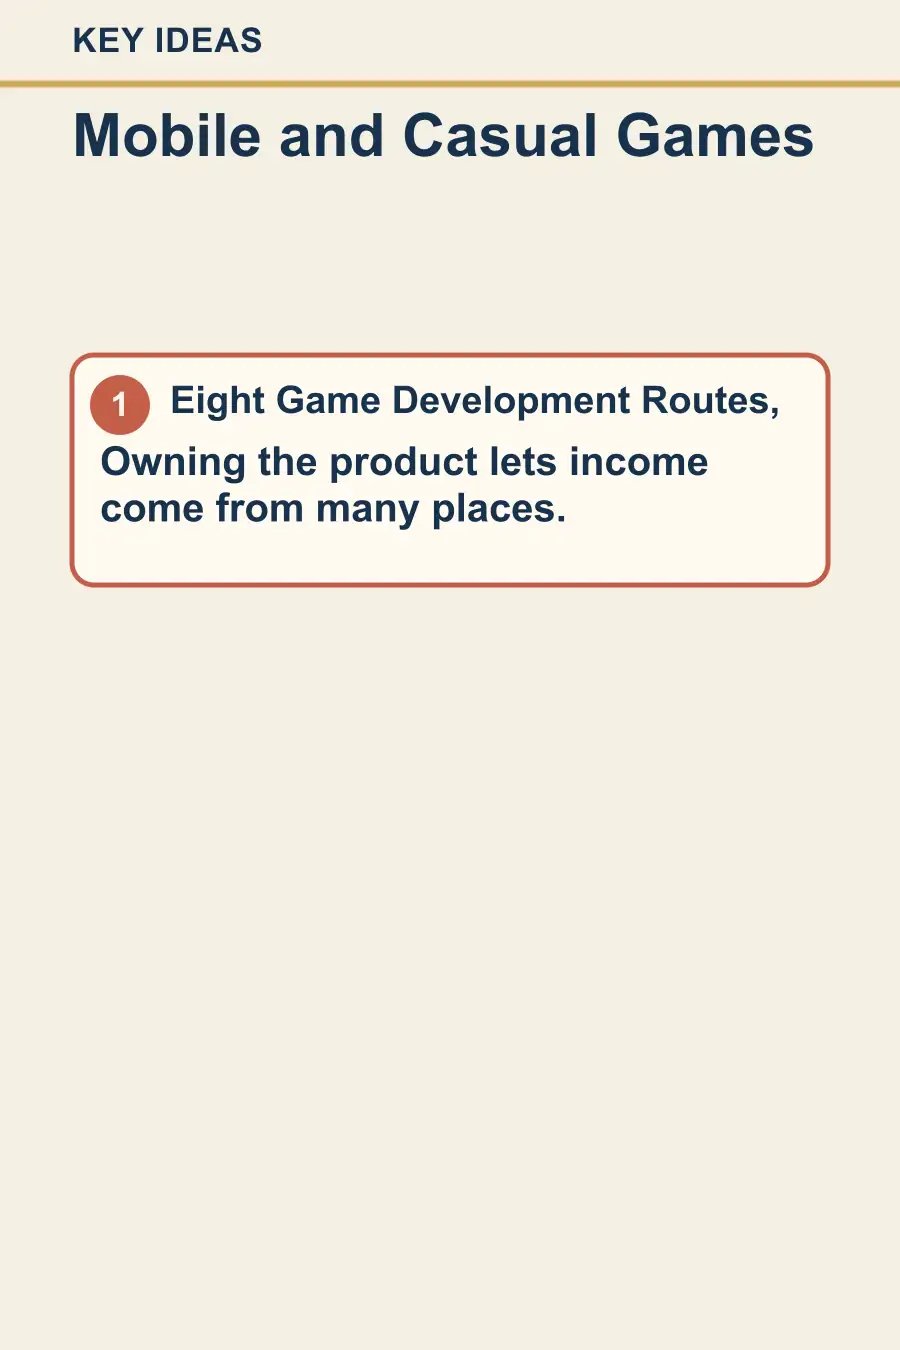 KEY IDEAS
Mobile and Casual Games
1 Eight Game Development Routes,
Owning the product lets income
come from many places.